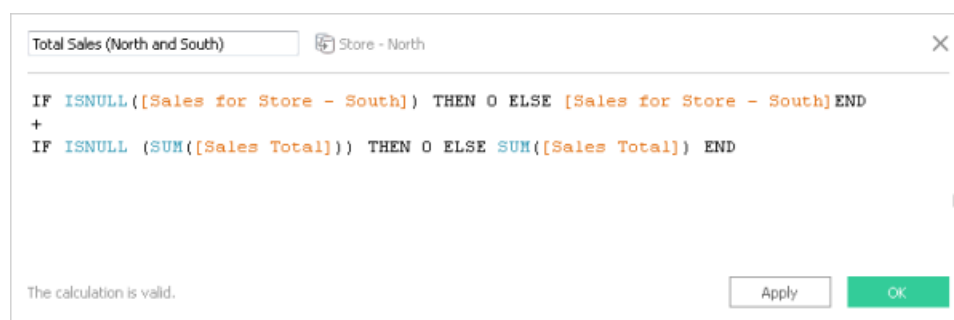 Total Sales (North and South) Store - North
IF ISNULL([Sales for Store - South]) THEN 0 ELSE [Sales for Store - South]END
+
IF ISNULL (SUM([Sales Total])) THEN 0 ELSE SUM([Sales Total]) END
The calculation is valid. Apply OK